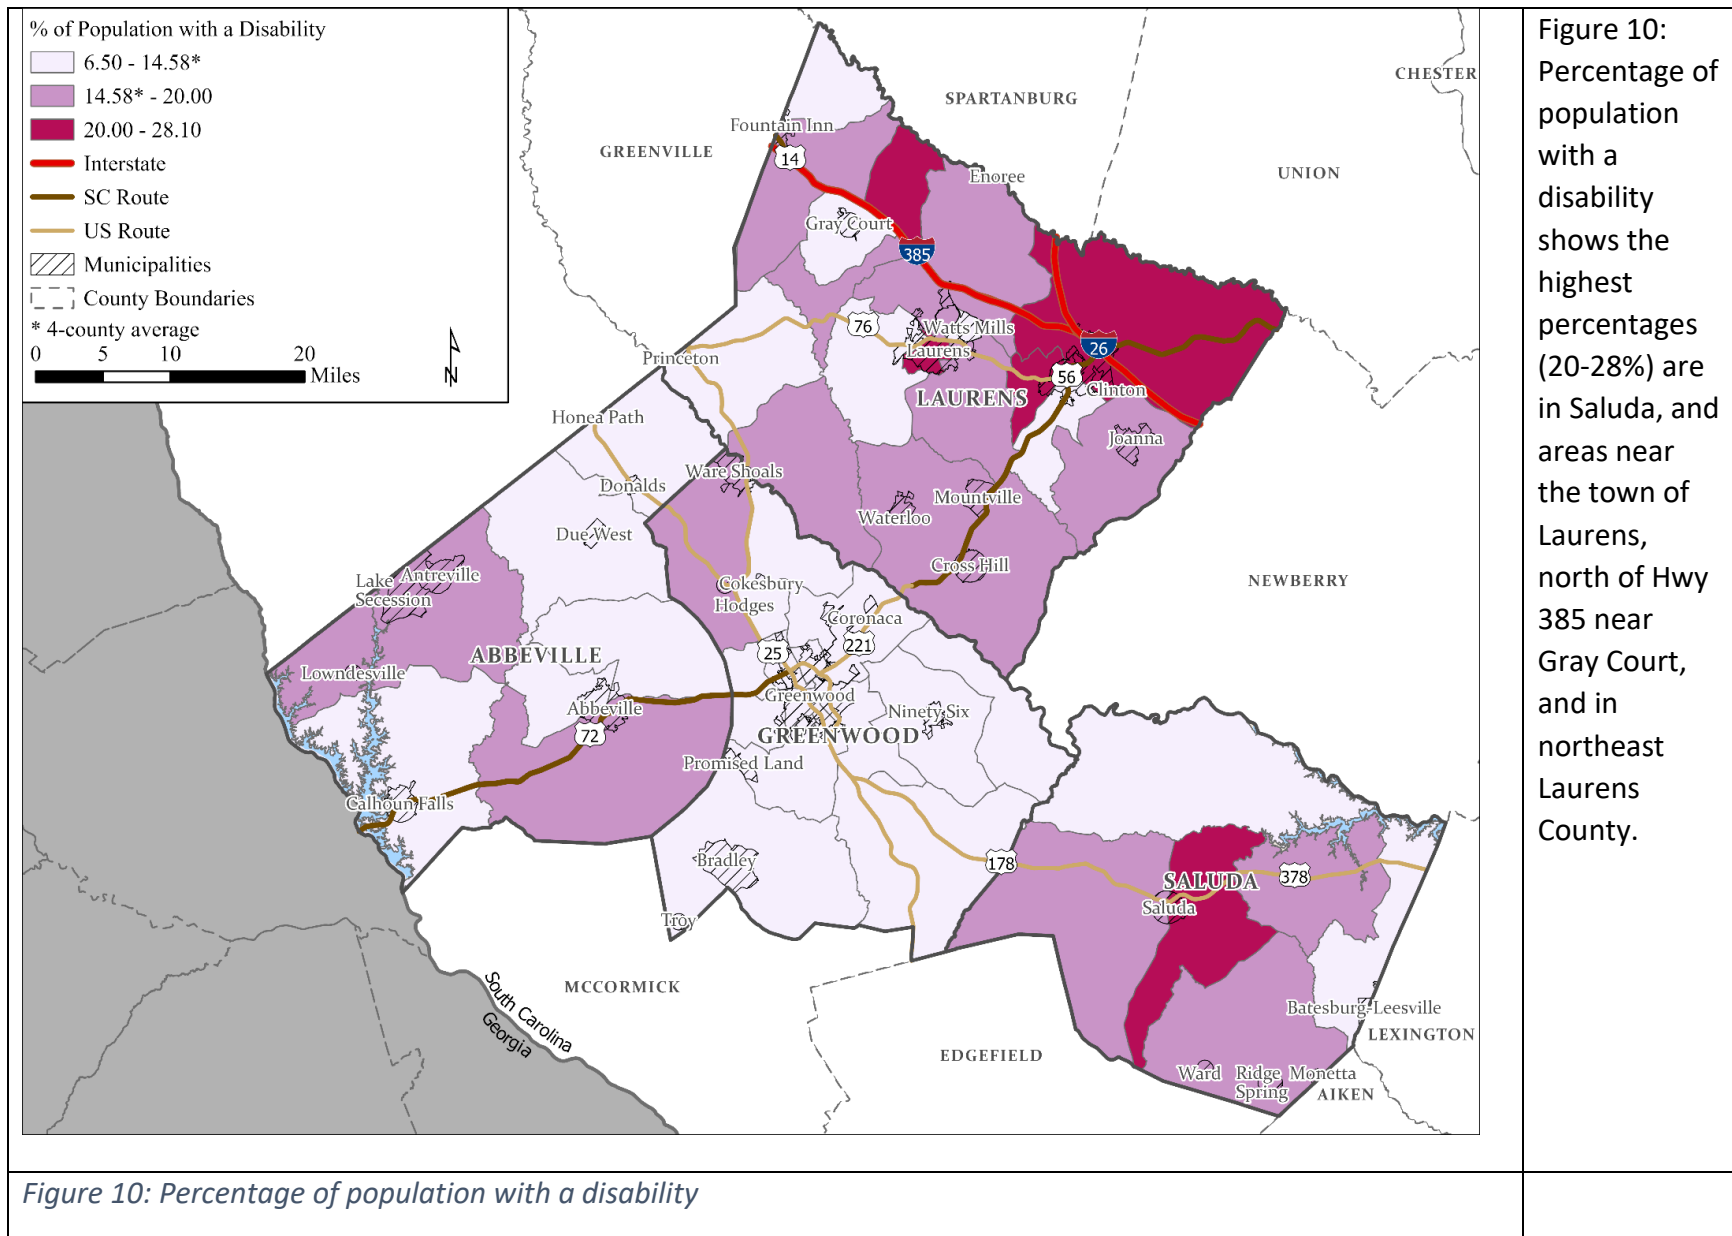 % of Population with a Disability
6.50 - 14.58*
14.58* - 20.00
20.00 - 28.10
Interstate
SC Route
US Route
Municipalities
County Boundaries
* 4-county average
0 5 10 20
Miles
N
CHESTER
SPARTANBURG
Fountain Inn
GREENVILLE
14
UNION
Enoree
Gray Court
385
76
Watts Mills
Laurens
26
Princeton
56
Clinton
LAURENS
Honea Path
Joanna
Ware Shoals
Donalds
Mountville
Waterloo
Due West
Cross Hill
Lake
Secession
Antreville
Cokesbury
Hodges
NEWBERRY
Coronaca
221
25
ABBEVILLE
Lowndesville
Greenwood
Abbeville
Ninety Six
72
GREENWOOD
Promised Land
Calhoun Falls
Bradley
178
SALUDA
378
Saluda
Troy
MCCORMICK
South Carolina
Georgia
Batesburg-Leesville
LEXINGTON
EDGEFIELD
Ward
Ridge
Spring
Monetta
AIKEN
Figure 10:
Percentage of
population
with a
disability
shows the
highest
percentages
(20-28%) are
in Saluda, and
areas near
the town of
Laurens,
north of Hwy
385 near
Gray Court,
and in
northeast
Laurens
County.
Figure 10: Percentage of population with a disability